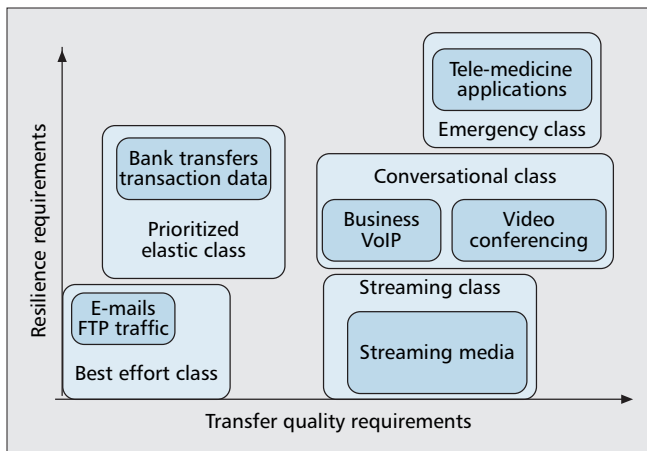 Tele-medicine
applications
Emergency class
Bank transfers
transaction data
Prioritized
elastic class
Conversational class
Business
VoIP
Video
conferencing
Streaming class
Streaming media
E-mails
FTP traffic
Best effort class
Resilience requirements
Transfer quality requirements